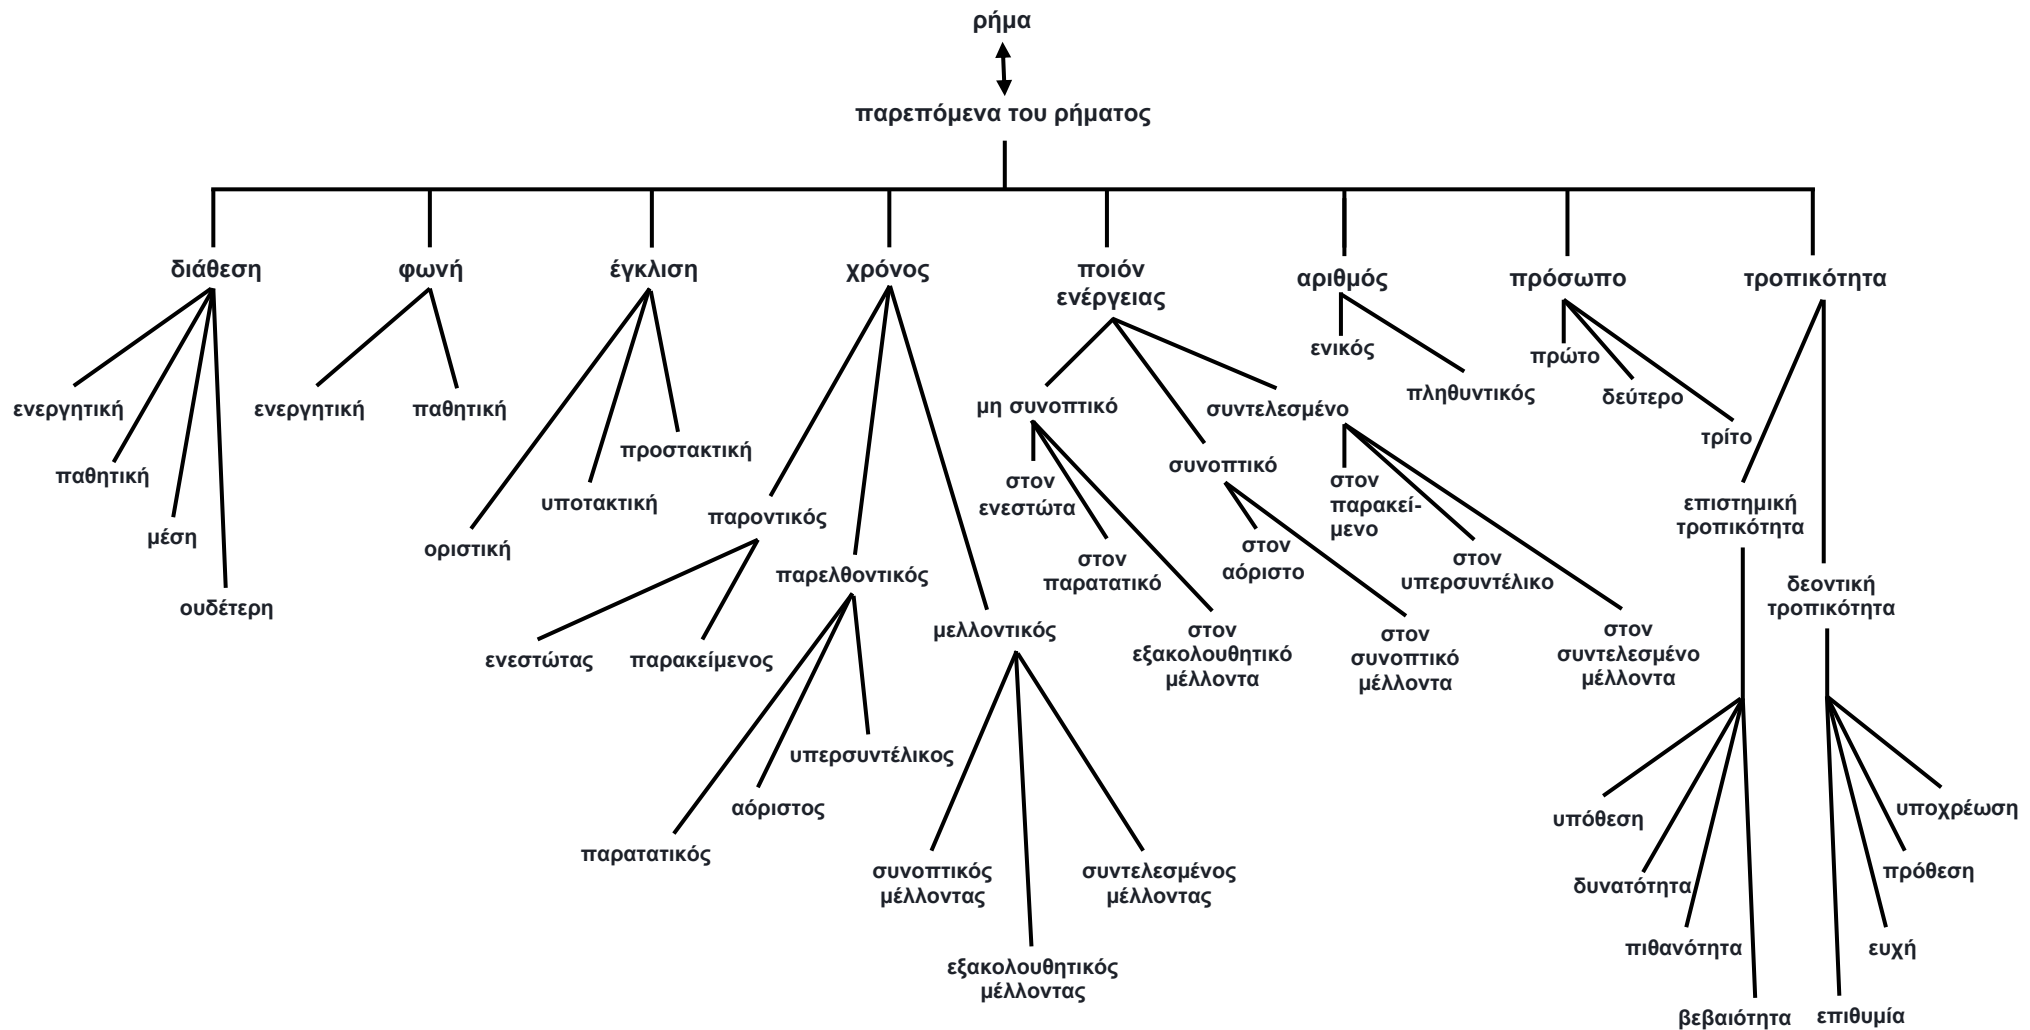 ρήμα
παρεπόμενα του ρήματος
διάθεση
φωνή
έγκλιση
χρόνος
ποιόν
ενέργειας
αριθμός
πρόσωπο
τροπικότητα
ενεργητική
παθητική
μέση
ουδέτερη
ενεργητική
παθητική
προστακτική
υποτακτική
οριστική
παροντικός
παρελθοντικός
μελλοντικός
ενεστώτας
παρακείμενος
υπερσυντέλικος
αόριστος
παρατατικός
συνοπτικός
μέλλοντας
εξακολουθητικός
μέλλοντας
συντελεσμένος
μέλλοντας
μη συνοπτικό
συνοπτικό
συντελεσμένο
στον
ενεστώτα
στον
παρατατικό
στον
εξακολουθητικό
μέλλοντα
στον
αόριστο
στον
συνοπτικό
μέλλοντα
στον
παρακεί-
μενο
στον
υπερσυντέλικο
στον
συντελεσμένο
μέλλοντα
ενικός
πληθυντικός
πρώτο
δεύτερο
τρίτο
επιστημική
τροπικότητα
δεοντική
τροπικότητα
υπόθεση
δυνατότητα
πιθανότητα
βεβαιότητα
υποχρέωση
πρόθεση
ευχή
επιθυμία